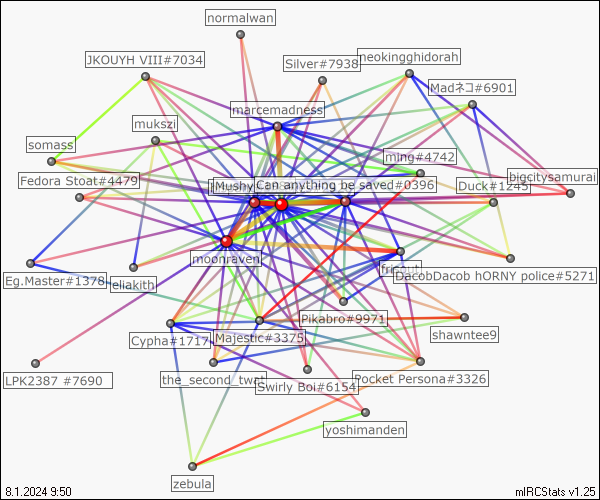 normalwan
JKOUYH VIII#7034
Silver#7938
neokingghidorah
Madネコ#6901
marcemadness
mukszi
somass
ming#4742
bigcitysamurai
Fedora Stoat#4479
Mushy
Can anything be saved#0396
Duck#1245
moonraven
fricout
DacobDacob hORNY police#5271
Eg.Master#1378
eliakith
Pikabro#9971
Cypha#1717
Majestic#3375
shawntee9
LPK2387 #7690
the_second_twat
Swirly Boi#6154
Pocket Persona#3326
yoshimanden
zebula
8.1.2024 9:50
mIRCStats v1.25